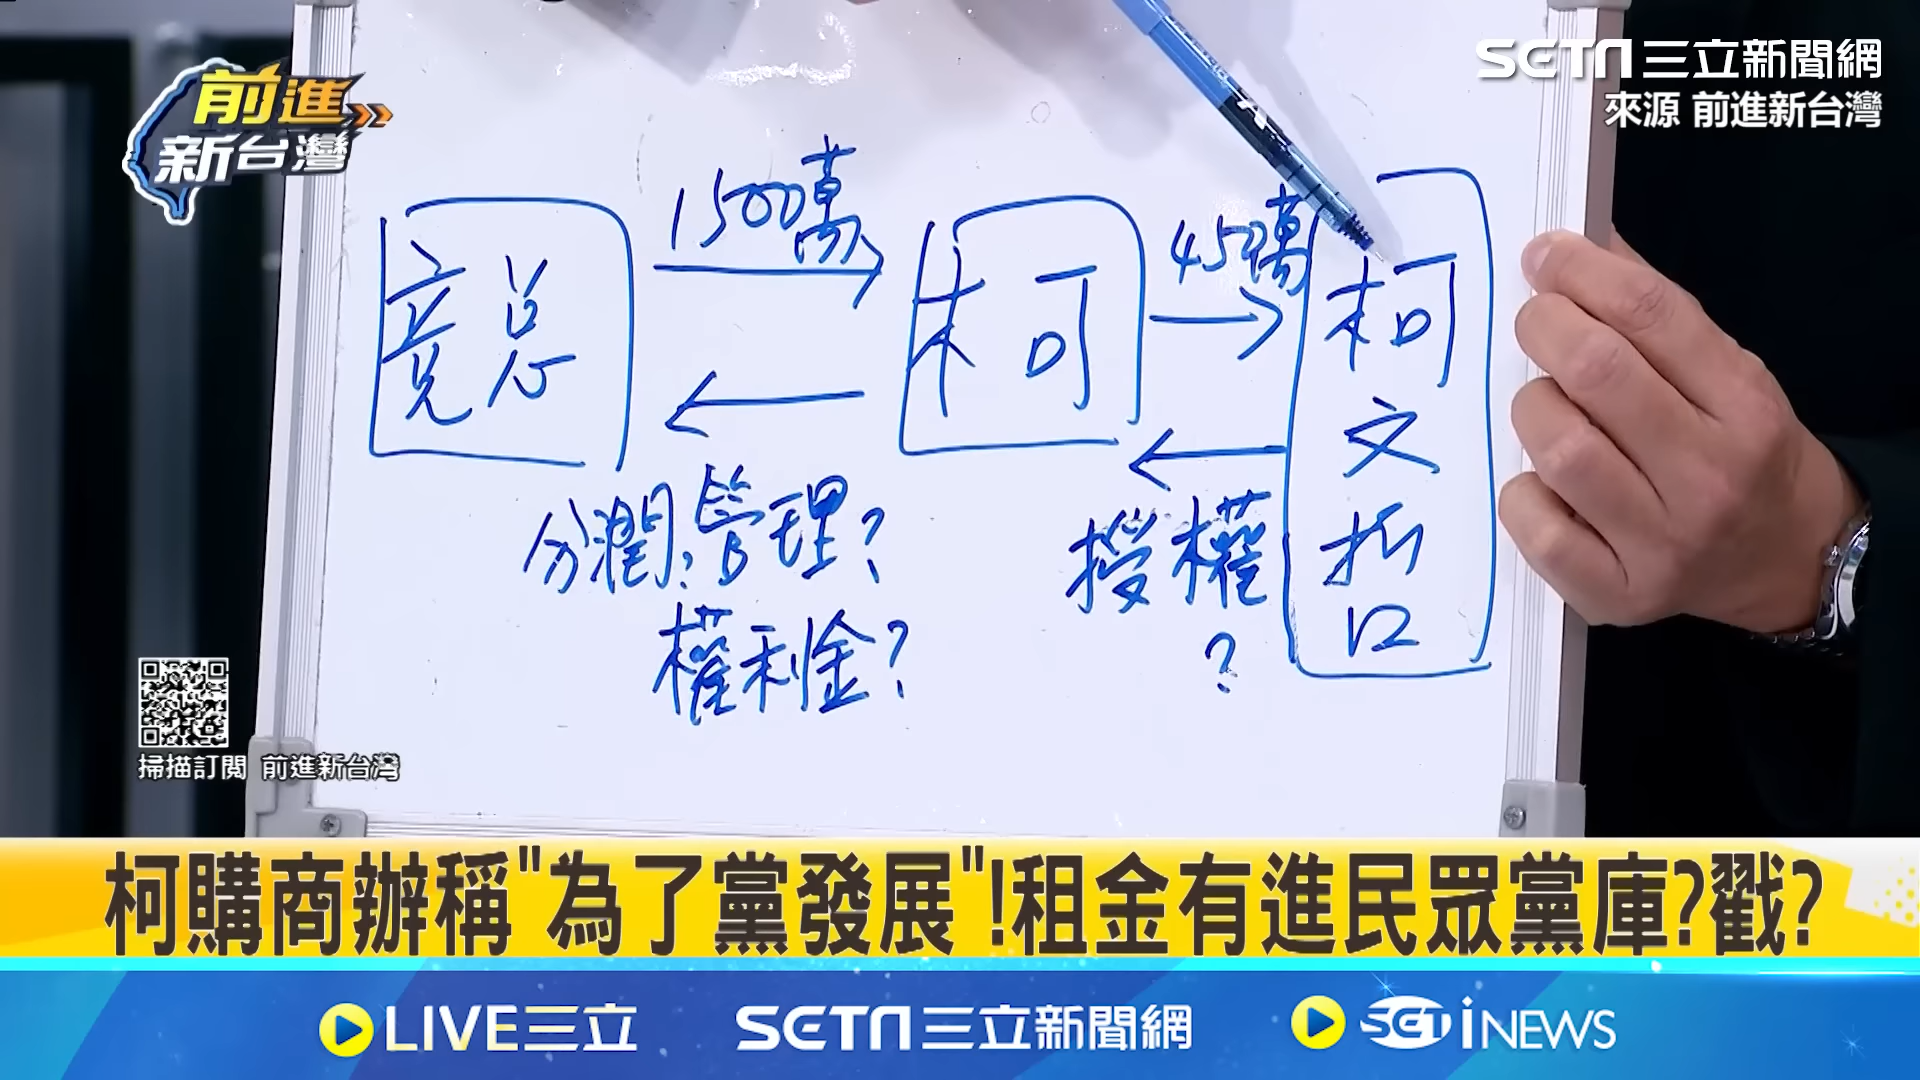 前進
新台灣
SETN三立新聞網
來源 前進新台灣
競总
1500萬
柯
450萬
柯文哲
分潤?管理?
權利金?
授權
?
掃描訂閱 前進新台灣
柯購商辦稱"為了黨發展"!租金有進民眾黨庫?戳?
LIVE三立
SETN三立新聞網
SET iNEWS